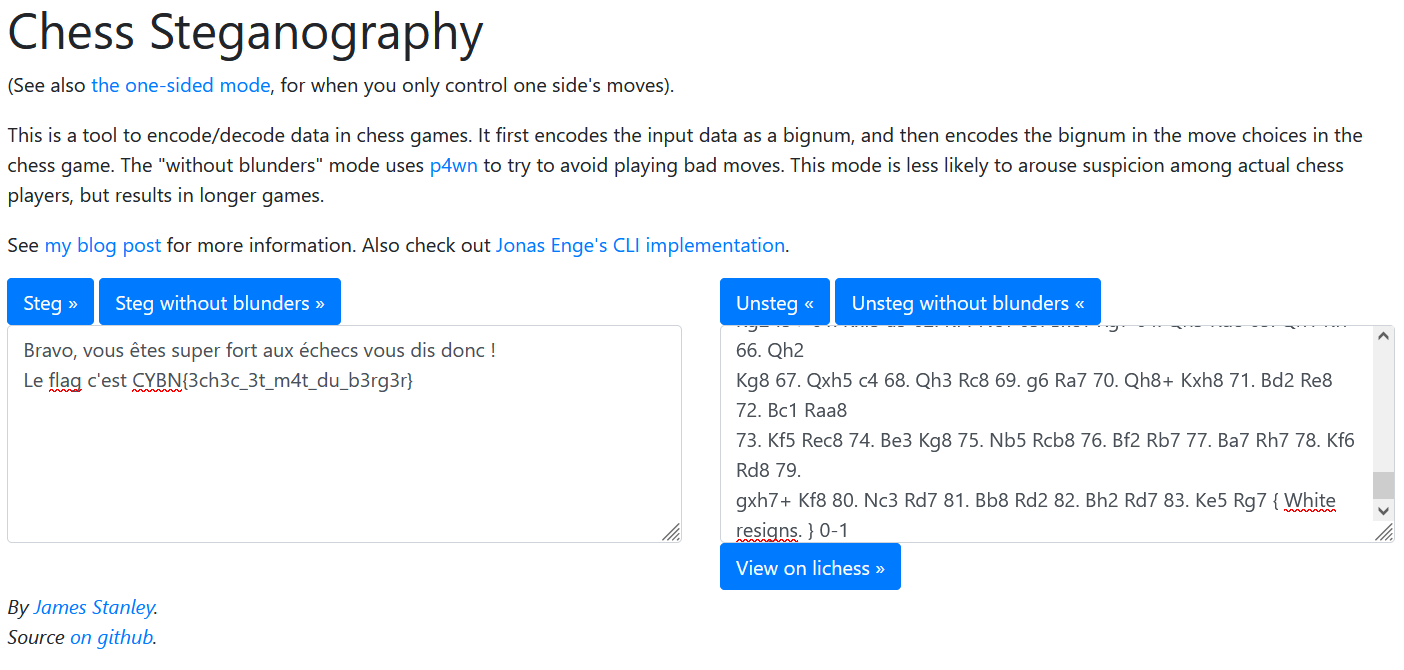 Chess Steganography
(See also the one-sided mode, for when you only control one side's moves).
This is a tool to encode/decode data in chess games. It first encodes the input data as a bignum, and then encodes the bignum in the move choices in the
chess game. The "without blunders" mode uses p4wn to try to avoid playing bad moves. This mode is less likely to arouse suspicion among actual chess
players, but results in longer games.
See my blog post for more information. Also check out Jonas Enge's CLI implementation.
Steg » Steg without blunders »
Bravo, vous êtes super fort aux échecs vous dis donc !
Le flag c'est CYBN{3ch3c_3t_m4t_du_b3rg3r}
Unsteg « Unsteg without blunders «
66. Qh2
Kg8 67. Qxh5 c4 68. Qh3 Rc8 69. g6 Ra7 70. Qh8+ Kxh8 71. Bd2 Re8
72. Bc1 Raa8
73. Kf5 Rec8 74. Be3 Kg8 75. Nb5 Rcb8 76. Bf2 Rb7 77. Ba7 Rh7 78. Kf6
Rd8 79.
gxh7+ Kf8 80. Nc3 Rd7 81. Bb8 Rd2 82. Bh2 Rd7 83. Ke5 Rg7 { White
resigns. } 0-1
View on lichess »
By James Stanley.
Source on github.